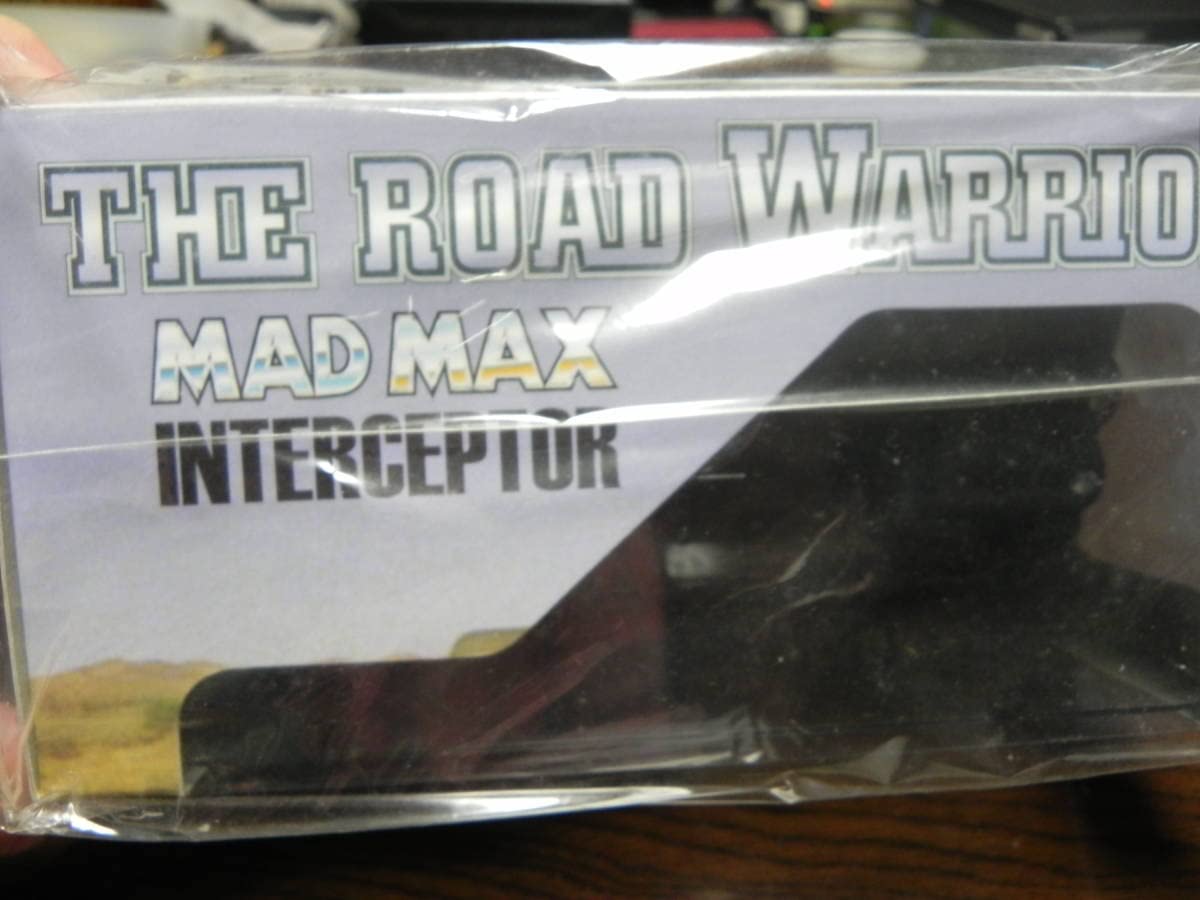 THE ROAD WARRIO
MAD MAX
INTERCEPTOR